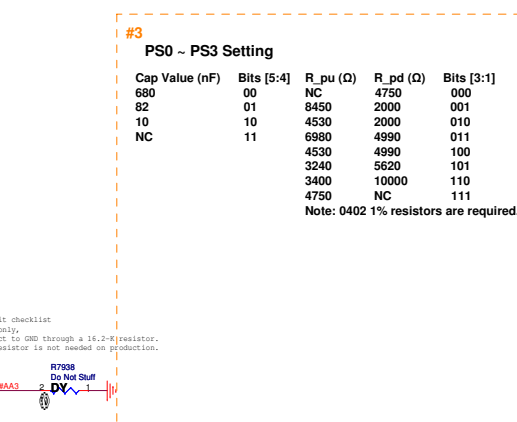 #3
PS0 ~ PS3 Setting
Cap Value (nF) Bits [5:4] R_pu (Ω) R_pd (Ω) Bits [3:1]
680 00 NC 4750 000
82 01 8450 2000 001
10 10 4530 2000 010
NC 11 6980 4990 011
4530 4990 100
3240 5620 101
3400 10000 110
4750 NC 111
Note: 0402 1% resistors are required.
it checklist
only,
ct to GND through a 16.2-K resistor.
esistor is not needed on production.
R7938
Do Not Stuff
#AA3 2 DY 1